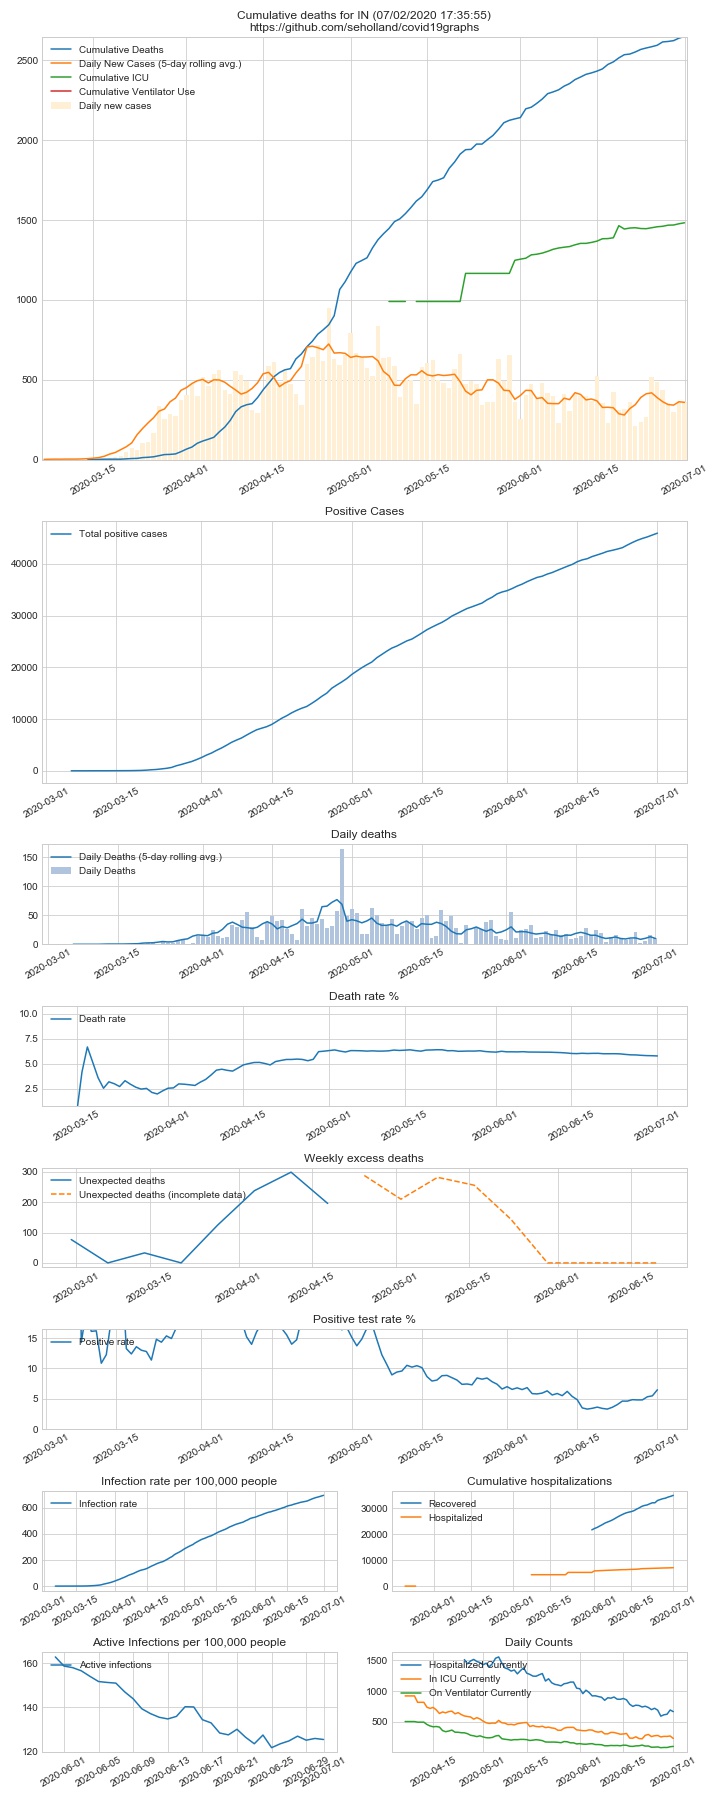 Cumulative deaths for IN (07/02/2020 17:35:55)
https://github.com/seholland/covid19graphs
Cumulative Deaths
Daily New Cases (5-day rolling avg.)
Cumulative ICU
Cumulative Ventilator Use
Daily new cases
2500
2000
1500
1000
500
0
2020-03-15 2020-04-01 2020-04-15 2020-05-01 2020-05-15 2020-06-01 2020-06-15 2020-07-01
Positive Cases
Total positive cases
40000
30000
20000
10000
0
2020-03-01 2020-03-15 2020-04-01 2020-04-15 2020-05-01 2020-05-15 2020-06-01 2020-06-15 2020-07-01
Daily deaths
Daily Deaths (5-day rolling avg.)
Daily Deaths
150
100
50
0
2020-03-01 2020-03-15 2020-04-01 2020-04-15 2020-05-01 2020-05-15 2020-06-01 2020-06-15 2020-07-01
Death rate %
Death rate
10.0
7.5
5.0
2.5
2020-03-15 2020-04-01 2020-04-15 2020-05-01 2020-05-15 2020-06-01 2020-06-15 2020-07-01
Weekly excess deaths
Unexpected deaths
Unexpected deaths (incomplete data)
300
200
100
0
2020-03-01 2020-03-15 2020-04-01 2020-04-15 2020-05-01 2020-05-15 2020-06-01 2020-06-15
Positive test rate %
Positive rate
15
10
5
0
2020-03-01 2020-03-15 2020-04-01 2020-04-15 2020-05-01 2020-05-15 2020-06-01 2020-06-15 2020-07-01
Infection rate per 100,000 people
Infection rate
600
400
200
0
2020-03-01 2020-03-15 2020-04-01 2020-04-15 2020-05-01 2020-05-15 2020-06-01 2020-06-15 2020-07-01
Cumulative hospitalizations
Recovered
Hospitalized
30000
20000
10000
0
2020-04-01 2020-04-15 2020-05-01 2020-05-15 2020-06-01 2020-06-15 2020-07-01
Active Infections per 100,000 people
Active infections
160
140
120
2020-06-01 2020-06-05 2020-06-09 2020-06-13 2020-06-17 2020-06-21 2020-06-25 2020-06-29 2020-07-01
Daily Counts
Hospitalized Currently
In ICU Currently
On Ventilator Currently
1500
1000
500
2020-04-15 2020-05-01 2020-05-15 2020-06-01 2020-06-15 2020-07-01